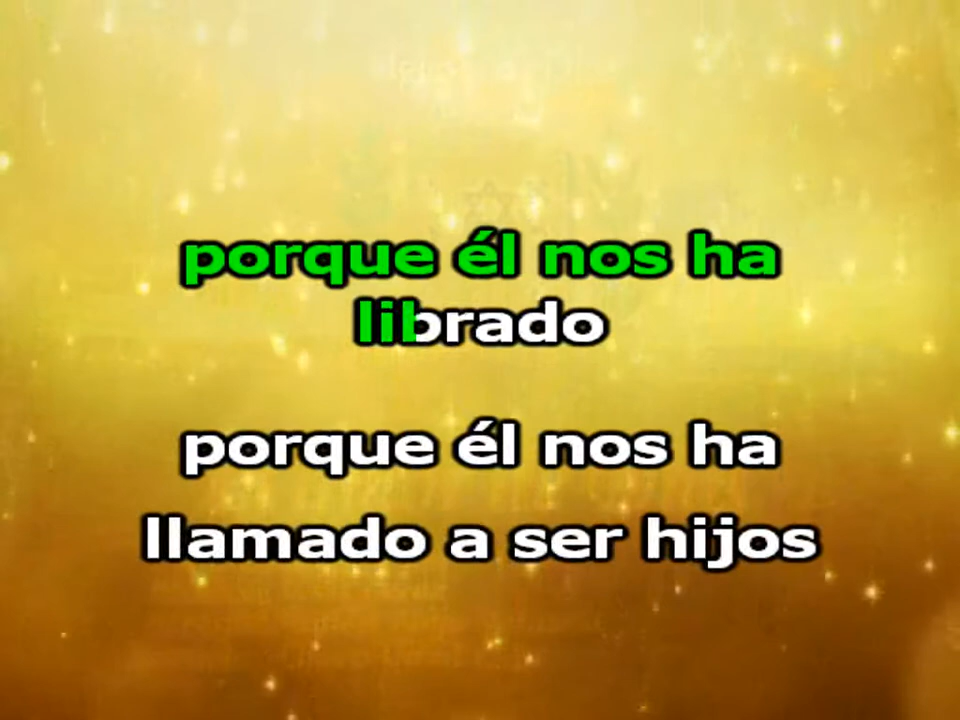 porque él nos ha
librado
porque él nos ha
llamado a ser hijos